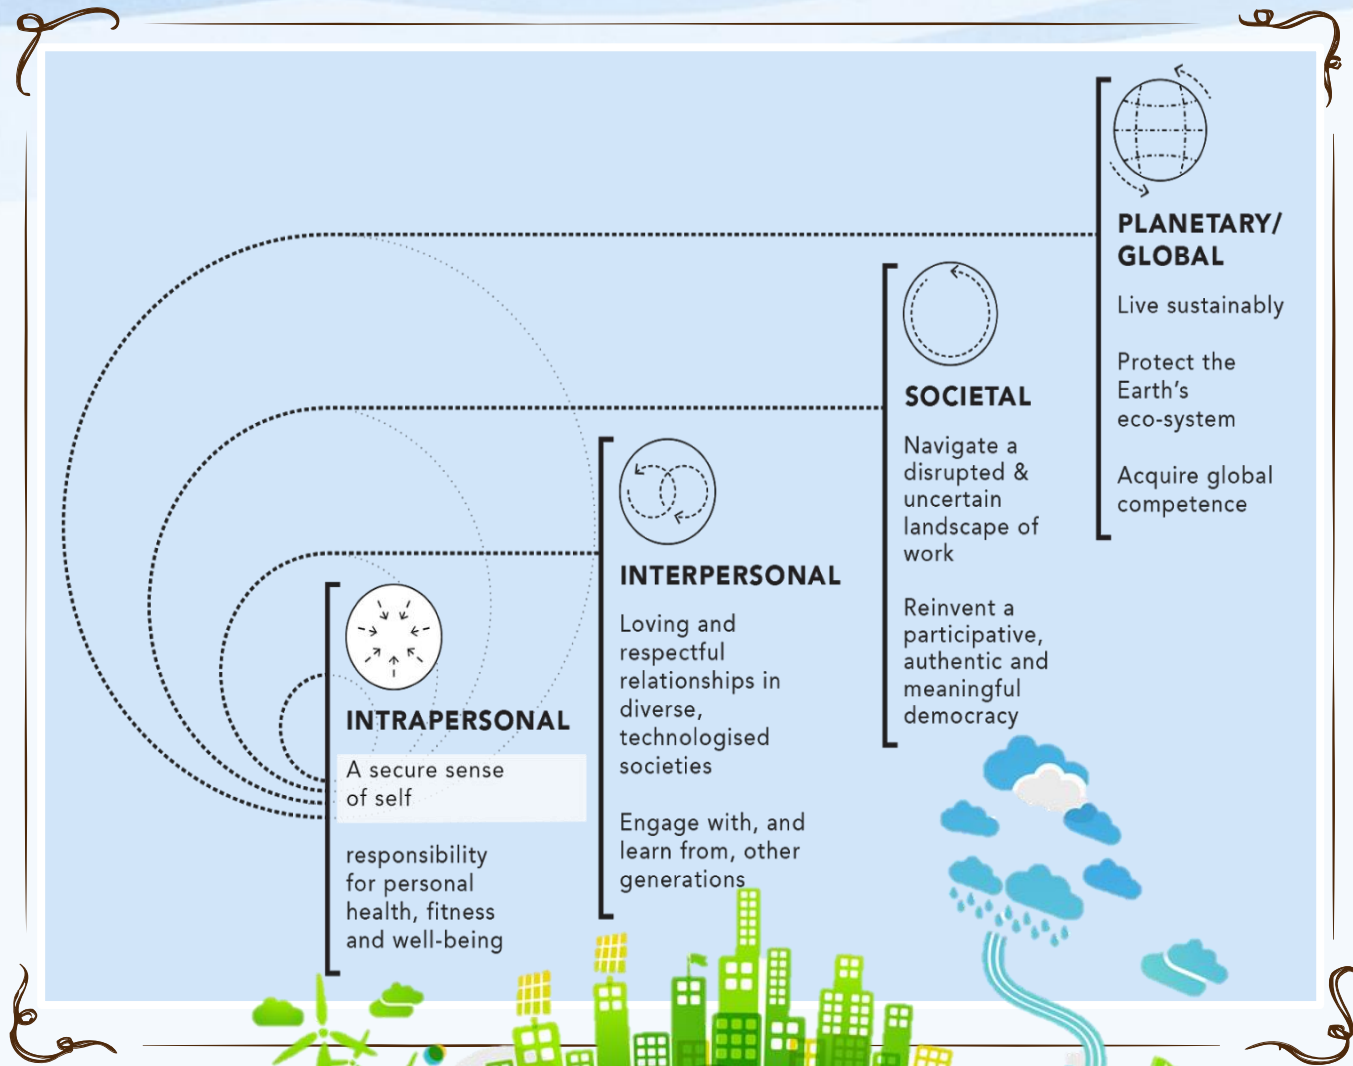 PLANETARY/
GLOBAL
Live sustainably
Protect the
Earth's
eco-system
Acquire global
competence
SOCIETAL
Navigate a
disrupted &
uncertain
landscape of
work
Reinvent a
participative,
authentic and
meaningful
democracy
INTERPERSONAL
Loving and
respectful
relationships in
diverse,
technologised
societies
Engage with, and
learn from, other
generations
INTRAPERSONAL
A secure sense
of self
responsibility
for personal
health, fitness
and well-being